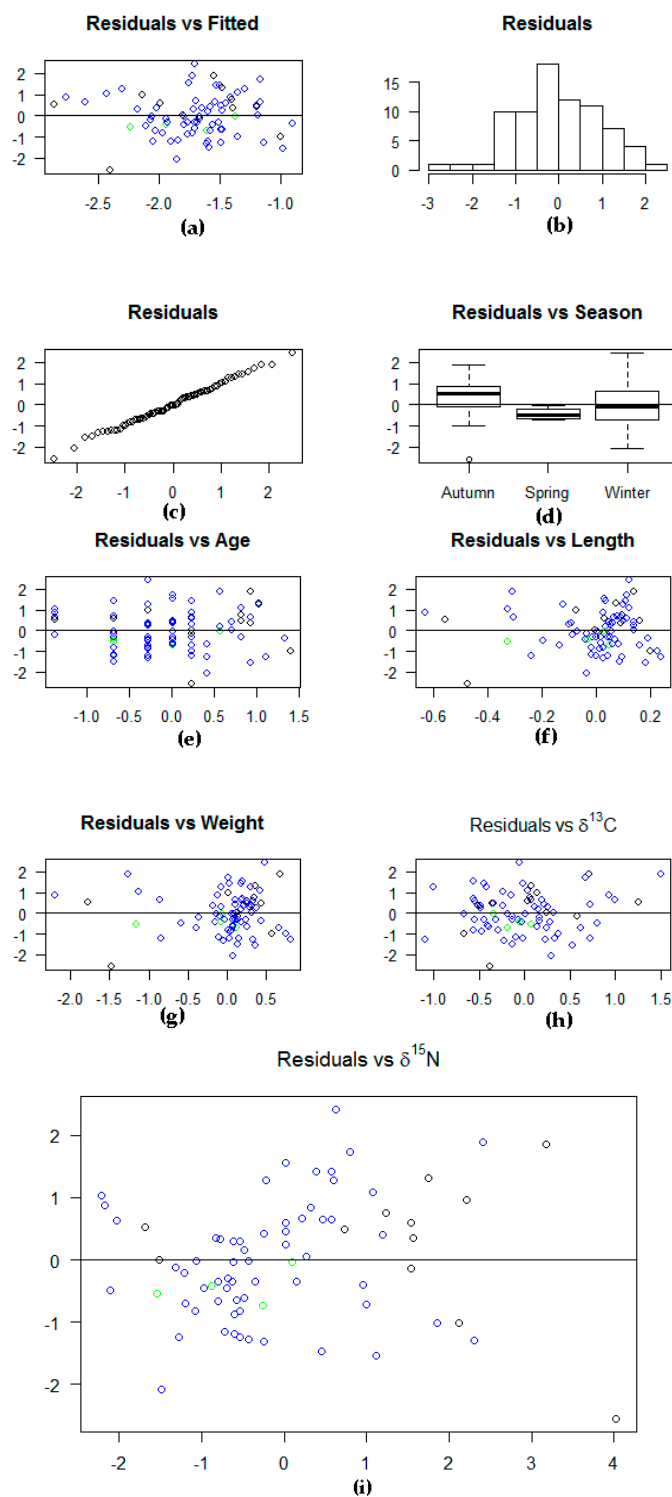 Residuals vs Fitted
2
1
0
-1
-2
-2.5 -2.0 -1.5 -1.0
(a)
Residuals
15
10
5
0
-3 -2 -1 0 1 2
(b)
Residuals
2
1
0
-1
-2
-2 -1 0 1 2
(c)
Residuals vs Season
2
1
0
-1
-2
Autumn Spring Winter
(d)
Residuals vs Age
2
1
0
-1
-2
-1.0 -0.5 0.0 0.5 1.0 1.5
(e)
Residuals vs Length
2
1
0
-1
-2
-0.6 -0.4 -0.2 0.0 0.2
(f)
Residuals vs Weight
2
1
0
-1
-2
-2.0 -1.5 -1.0 -0.5 0.0 0.5
(g)
Residuals vs δ¹³C
2
1
0
-1
-2
-1.0 -0.5 0.0 0.5 1.0 1.5
(h)
Residuals vs δ¹⁵N
2
1
0
-1
-2
-2 -1 0 1 2 3 4
(i)